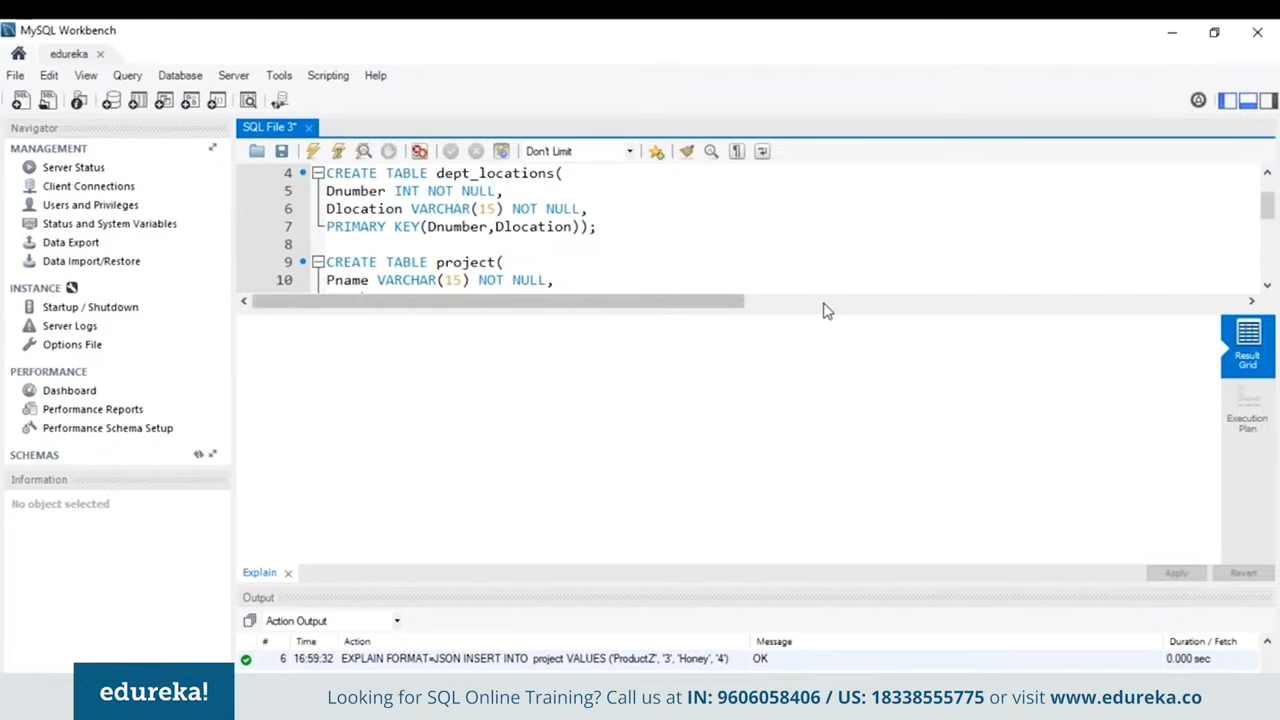 MySQL Workbench
edureka
File Edit View Query Database Server Tools Scripting Help
Navigator
MANAGEMENT
Server Status
Client Connections
Users and Privileges
Status and System Variables
Data Export
Data Import/Restore
INSTANCE
Startup / Shutdown
Server Logs
Options File
PERFORMANCE
Dashboard
Performance Reports
Performance Schema Setup
SCHEMAS
Information
No object selected
SQL File 3*
Don't Limit
4 CREATE TABLE dept_locations(
5 Dnumber INT NOT NULL,
6 Dlocation VARCHAR(15) NOT NULL,
7 PRIMARY KEY(Dnumber,Dlocation));
8
9 CREATE TABLE project(
10 Pname VARCHAR(15) NOT NULL,
Result
Grid
Execution
Plan
Explain
Apply Revert
Output
Action Output
# Time Action Message Duration / Fetch
6 16:59:32 EXPLAIN FORMAT=JSON INSERT INTO project VALUES ('ProductZ', '3', 'Honey', '4') OK 0.000 sec
edureka!
Looking for SQL Online Training? Call us at IN: 9606058406 / US: 18338555775 or visit www.edureka.co